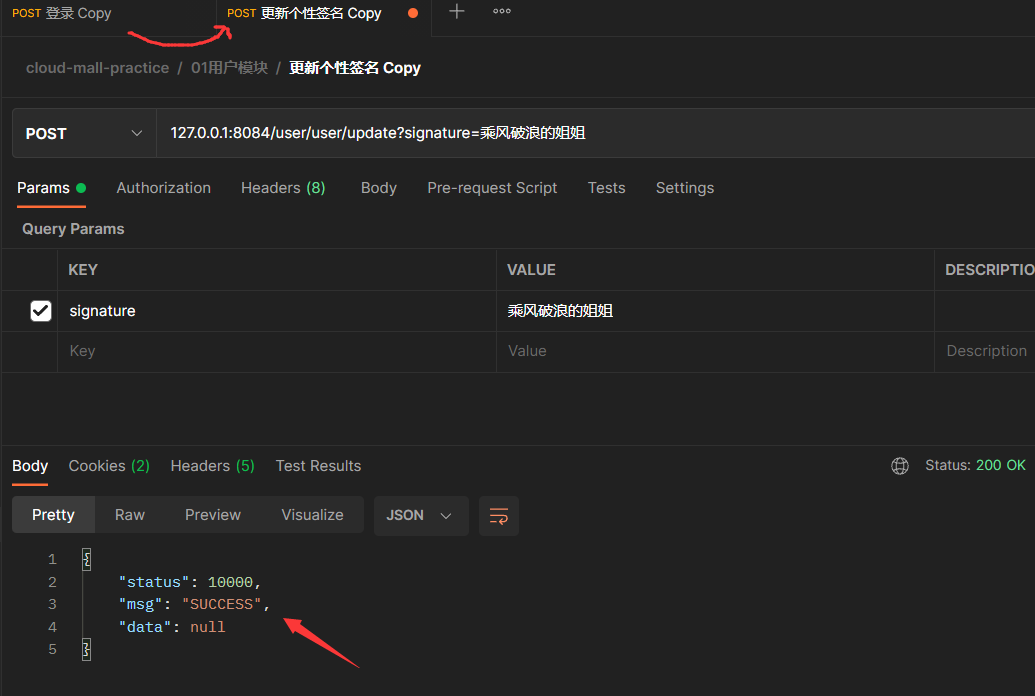 POST 登录 Copy POST 更新个性签名 Copy
cloud-mall-practice / 01用户模块 / 更新个性签名 Copy
POST 127.0.0.1:8084/user/user/update?signature=乘风破浪的姐姐
Params Authorization Headers (8) Body Pre-request Script Tests Settings
Query Params
KEY VALUE DESCRIPTIO
signature 乘风破浪的姐姐
Key Value Description
Body Cookies (2) Headers (5) Test Results Status: 200 OK
Pretty Raw Preview Visualize JSON
1 {
2 "status": 10000,
3 "msg": "SUCCESS",
4 "data": null
5 }